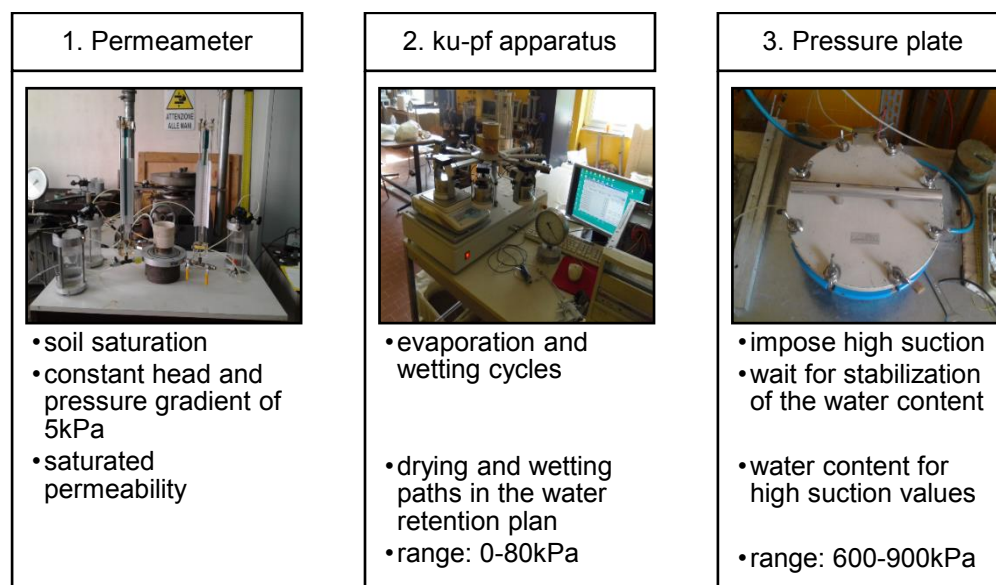 1. Permeameter
ATTENZIONE
ALLE MANI
•soil saturation
•constant head and
pressure gradient of
5kPa
•saturated
permeability
2. ku-pf apparatus
•evaporation and
wetting cycles
•drying and wetting
paths in the water
retention plan
•range: 0-80kPa
3. Pressure plate
•impose high suction
•wait for stabilization
of the water content
•water content for
high suction values
•range: 600-900kPa